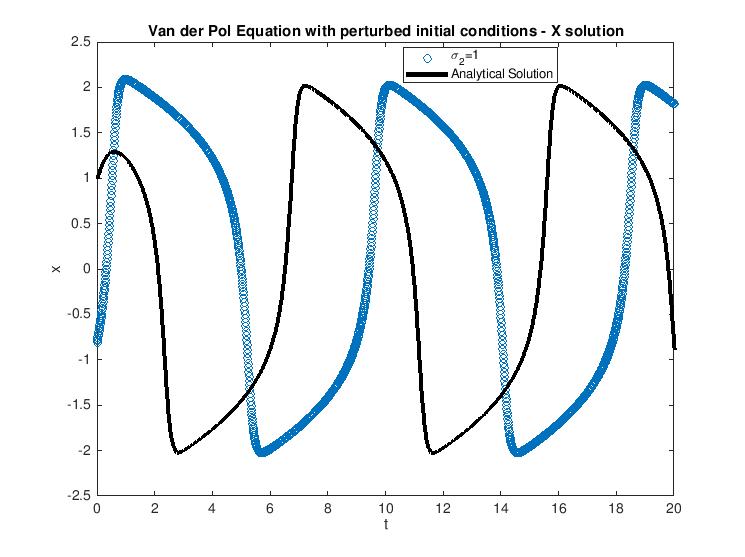 Van der Pol Equation with perturbed initial conditions - X solution
σ₂=1
Analytical Solution
2.5
2
1.5
1
0.5
0
-0.5
-1
-1.5
-2
-2.5
x
0 2 4 6 8 10 12 14 16 18 20
t